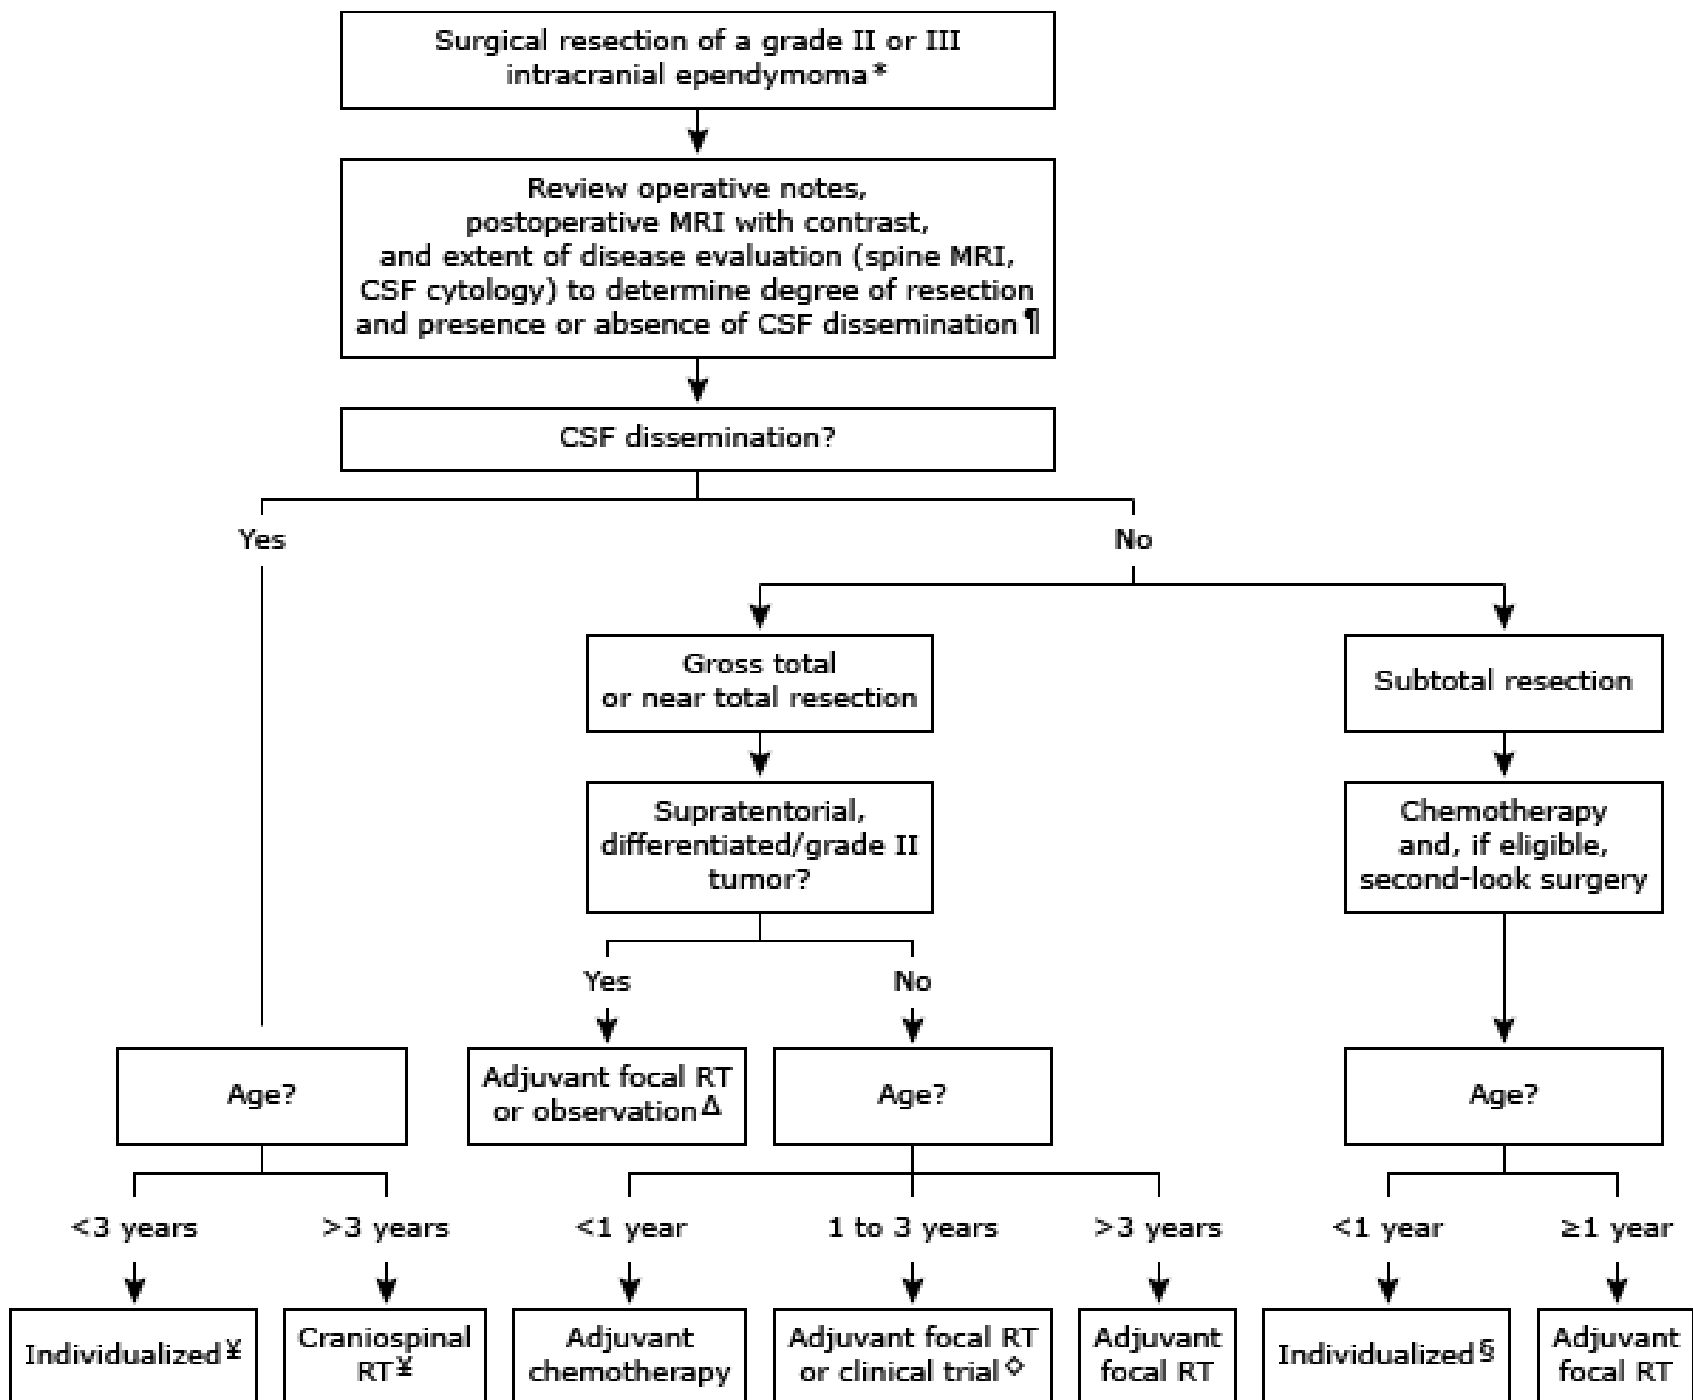 Surgical resection of a grade II or III
intracranial ependymoma*
Review operative notes,
postoperative MRI with contrast,
and extent of disease evaluation (spine MRI,
CSF cytology) to determine degree of resection
and presence or absence of CSF dissemination¶
CSF dissemination?
Yes
No
Gross total
or near total resection
Subtotal resection
Supratentorial,
differentiated/grade II
tumor?
Chemotherapy
and, if eligible,
second-look surgery
Yes
No
Age?
Adjuvant focal RT
or observationΔ
Age?
Age?
<3 years
>3 years
<1 year
1 to 3 years
>3 years
<1 year
≥1 year
Individualized¥
Craniospinal
RT¥
Adjuvant
chemotherapy
Adjuvant focal RT
or clinical trial◇
Adjuvant
focal RT
Individualized§
Adjuvant
focal RT